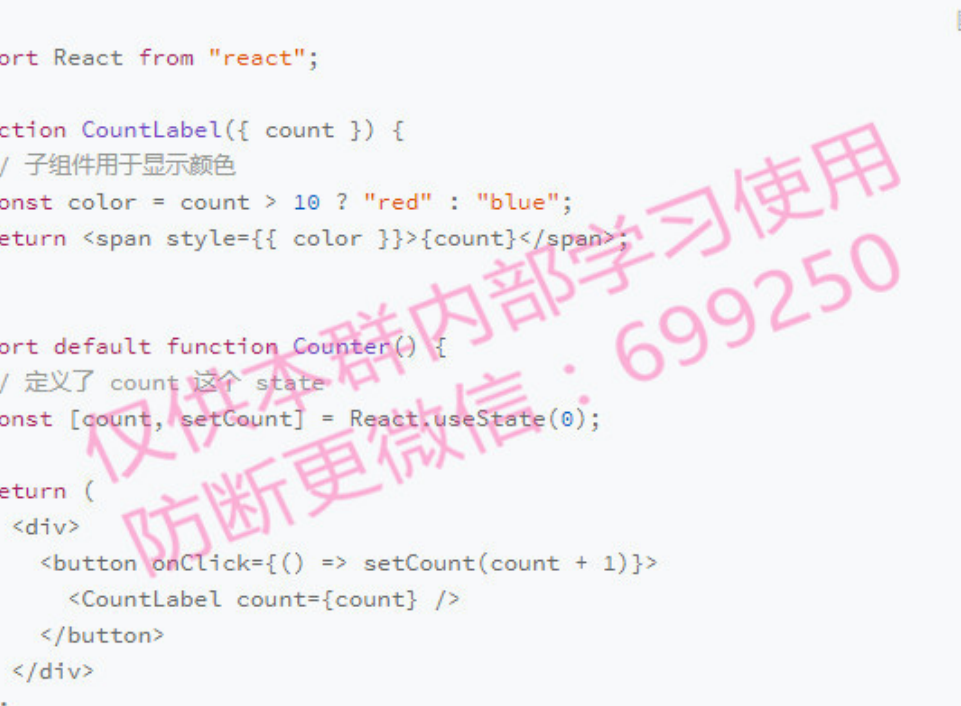 ort React from "react";
ction CountLabel({ count }) {
/ 子组件用于显示颜色
onst color = count > 10 ? "red" : "blue";
eturn <span style={{ color }}>{count}</span>;
ort default function Counter() {
/ 定义了 count 这个 state
onst [count, setCount] = React.useState(0);
eturn (
<div>
<button onClick={() => setCount(count + 1)}>
<CountLabel count={count} />
</button>
</div>
仅供本群内部学习使用
防断更微信：699250